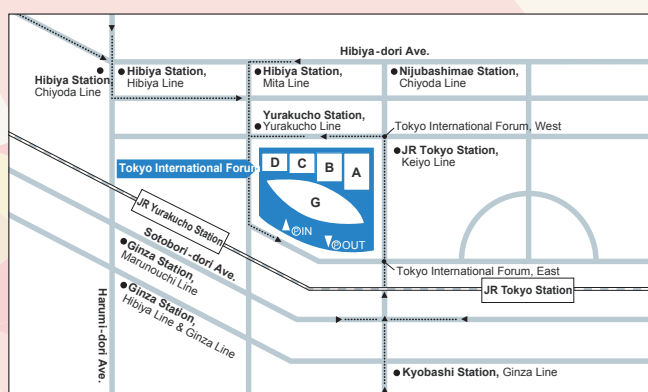 Hibiya-dori Ave.
Hibiya Station,
Chiyoda Line
Hibiya Station,
Hibiya Line
Hibiya Station,
Mita Line
Nijubashimae Station,
Chiyoda Line
Yurakucho Station,
Yurakucho Line
Tokyo International Forum, West
JR Tokyo Station,
Keiyo Line
Tokyo International Forum
D
C
B
A
G
ⓅIN
ⓅOUT
JR Yurakucho Station
Sotobori-dori Ave.
Ginza Station,
Marunouchi Line
Tokyo International Forum, East
JR Tokyo Station
Ginza Station,
Hibiya Line & Ginza Line
Harumi-dori Ave.
Kyobashi Station, Ginza Line